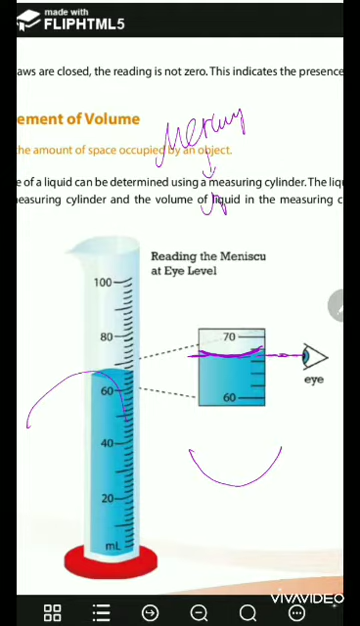 made with
FLIPHTML5
aws are closed, the reading is not zero. This indicates the presence
ement of Volume
Mercury
he amount of space occupied by an object.
e of a liquid can be determined using a measuring cylinder. The liqu
easuring cylinder and the volume of liquid in the measuring c
Reading the Meniscu
at Eye Level
100
80
60
40
20
mL
70
60
eye
VIVAVIDEO